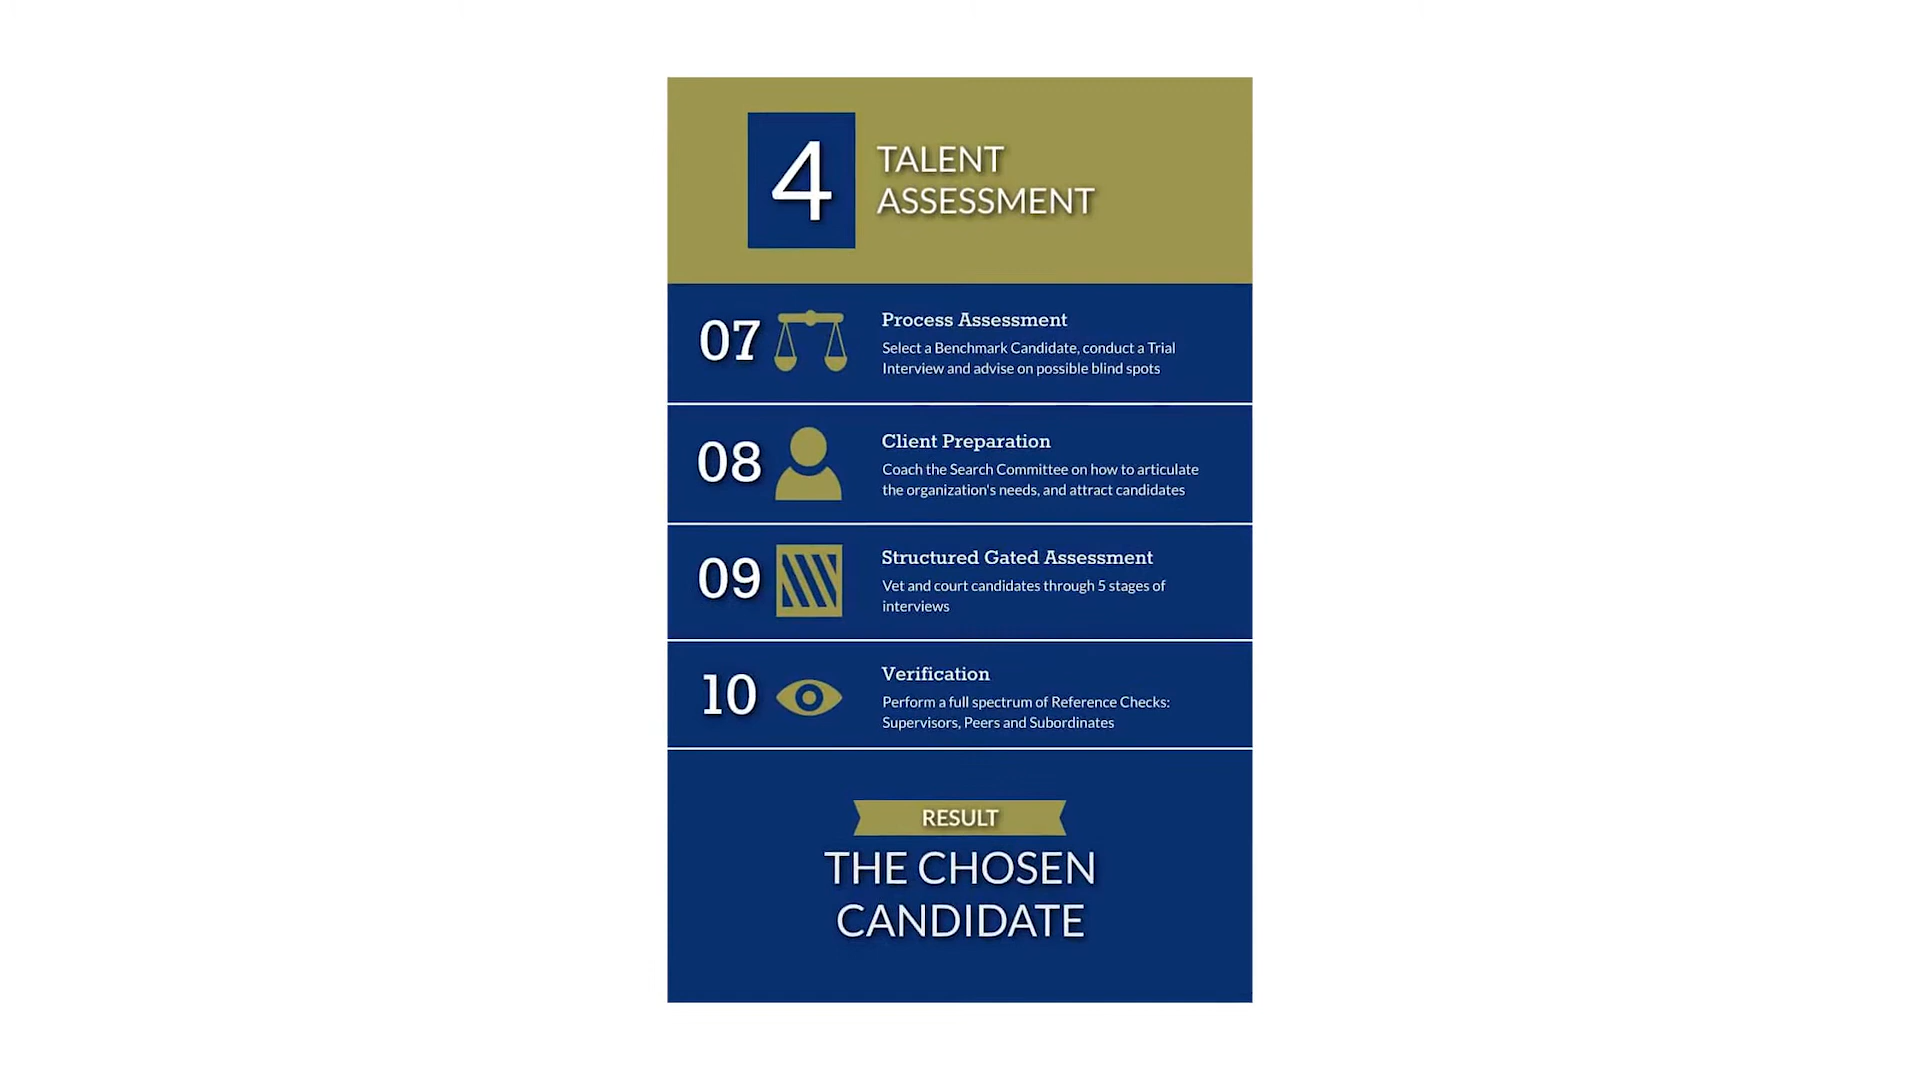 4
TALENT
ASSESSMENT
07
Process Assessment
Select a Benchmark Candidate, conduct a Trial
Interview and advise on possible blind spots
08
Client Preparation
Coach the Search Committee on how to articulate
the organization's needs, and attract candidates
09
Structured Gated Assessment
Vet and court candidates through 5 stages of
interviews
10
Verification
Perform a full spectrum of Reference Checks:
Supervisors, Peers and Subordinates
RESULT
THE CHOSEN
CANDIDATE